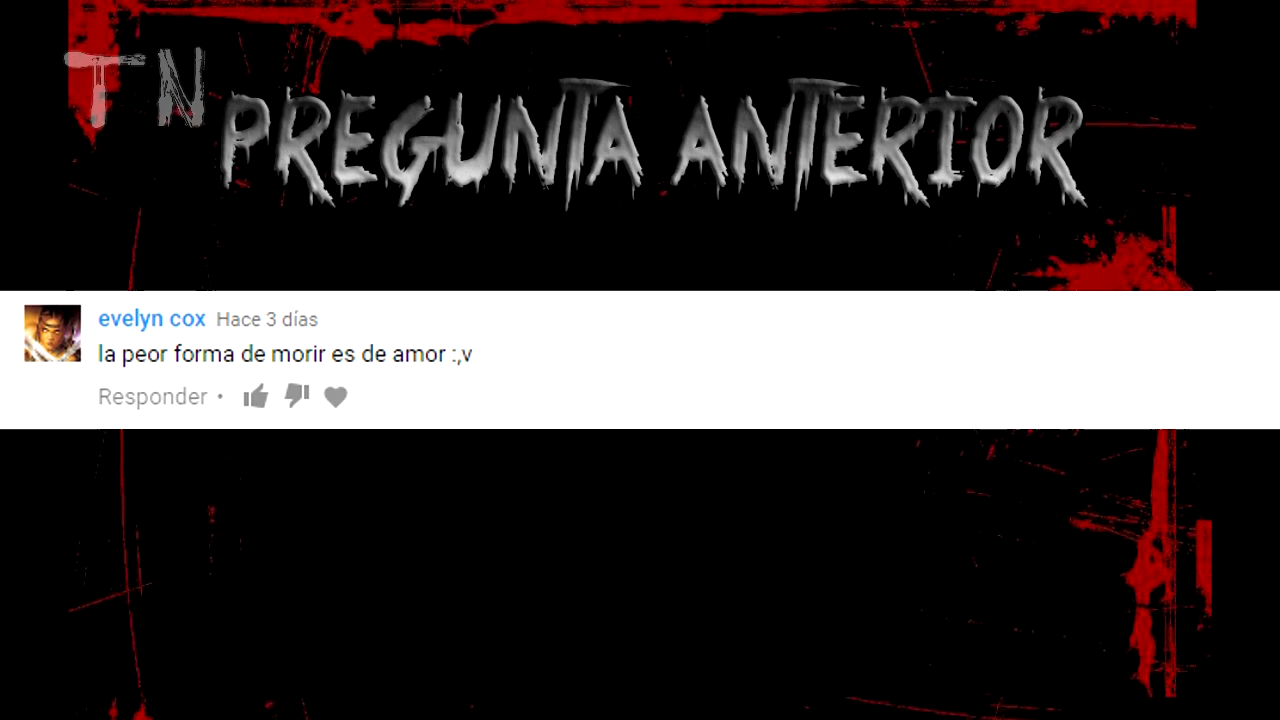 T N
PREGUNTA ANTERIOR
evelyn cox Hace 3 días
la peor forma de morir es de amor :,v
Responder •